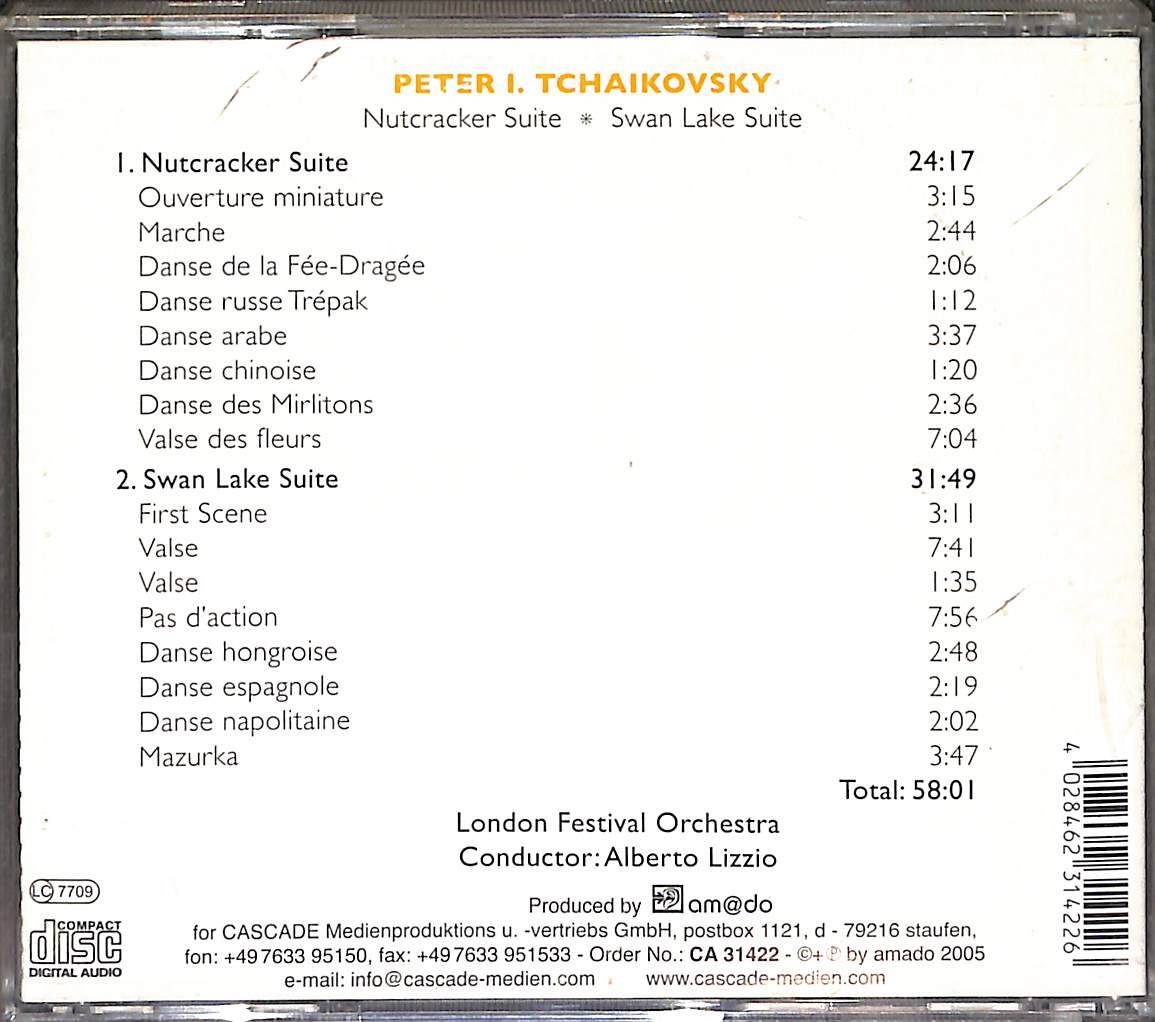 PETER I. TCHAIKOVSKY
Nutcracker Suite * Swan Lake Suite
1. Nutcracker Suite 24:17
Ouverture miniature 3:15
Marche 2:44
Danse de la Fée-Dragée 2:06
Danse russe Trépak 1:12
Danse arabe 3:37
Danse chinoise 1:20
Danse des Mirlitons 2:36
Valse des fleurs 7:04
2. Swan Lake Suite 31:49
First Scene 3:11
Valse 7:41
Valse 1:35
Pas d'action 7:56
Danse hongroise 2:48
Danse espagnole 2:19
Danse napolitaine 2:02
Mazurka 3:47
Total: 58:01
London Festival Orchestra
Conductor: Alberto Lizzio
Produced by am@do
for CASCADE Medienproduktions u. -vertriebs GmbH, postbox 1121, d - 79216 staufen,
fon: +497633 95150, fax: +497633 951533 - Order No.: CA 31422 - ©+℗ by amado 2005
e-mail: info@cascade-medien.com www.cascade-medien.com
LC 7709
COMPACT
disc
DIGITAL AUDIO
4 028462 314226